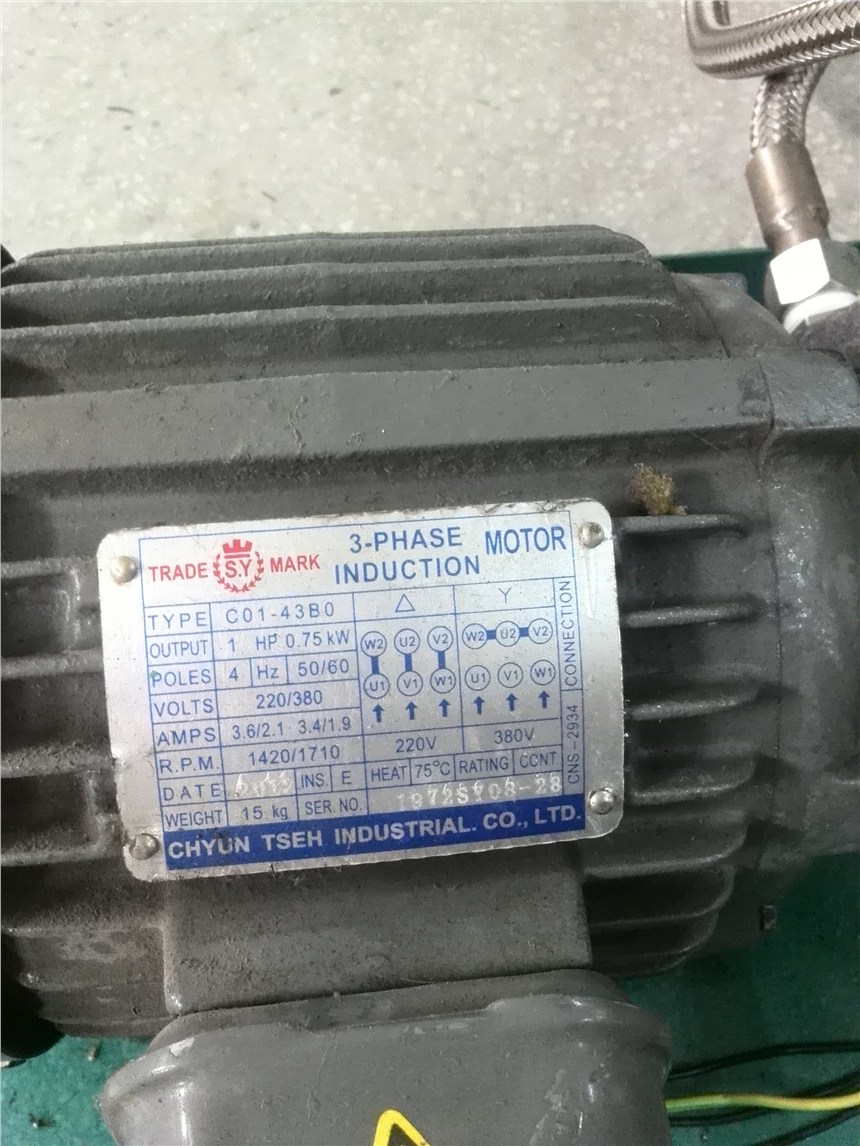 TRADE S.Y MARK 3-PHASE INDUCTION MOTOR
TYPE C01-43B0 △ Y
OUTPUT 1 HP 0.75 kW W2 U2 V2 W2 U2 V2
POLES 4 Hz 50/60 U1 V1 W1 U1 V1 W1
VOLTS 220/380
AMPS 3.6/2.1 3.4/1.9
R.P.M. 1420/1710 220V 380V
DATE INS. E HEAT 75°C RATING CONT.
WEIGHT 15 kg SER. NO.
CONNECTION
CNS-2934
CHYUN TSEH INDUSTRIAL. CO., LTD.